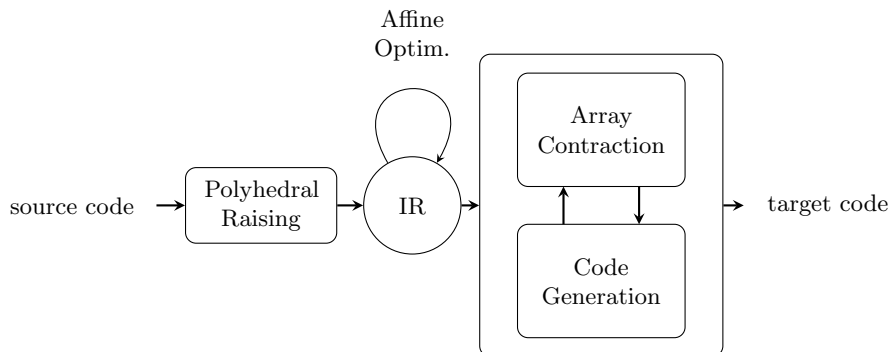 Affine
Optim.
Array
Contraction
source code
Polyhedral
Raising
IR
target code
Code
Generation